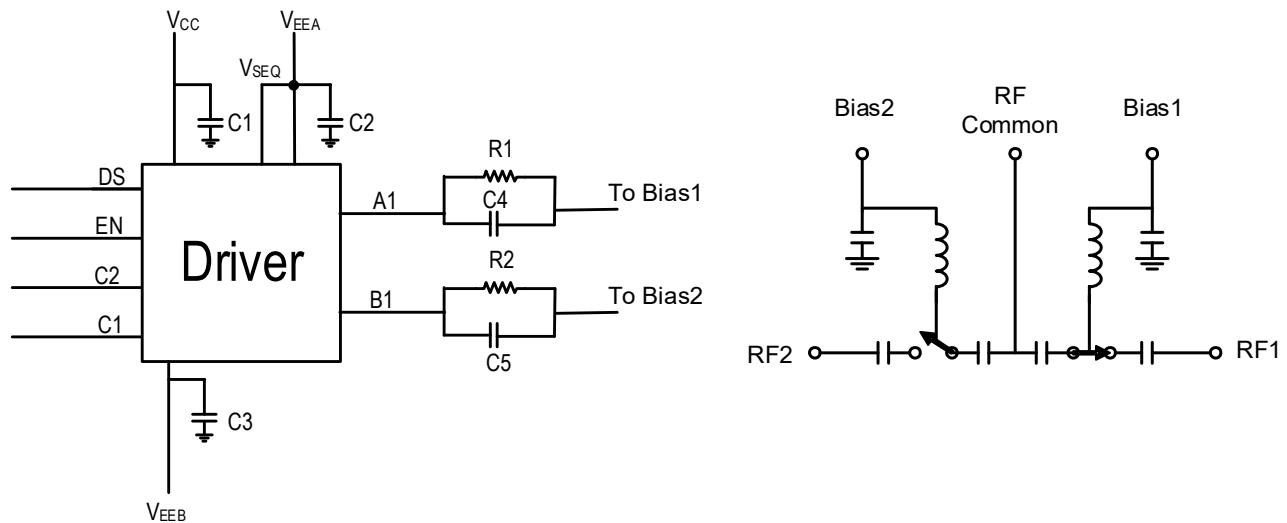 VCC
VEEA
VSEQ
C1
C2
DS
EN
C2
C1
Driver
A1
B1
R1
C4
R2
C5
To Bias1
To Bias2
C3
VEEB
Bias2
RF
Common
Bias1
RF2
RF1